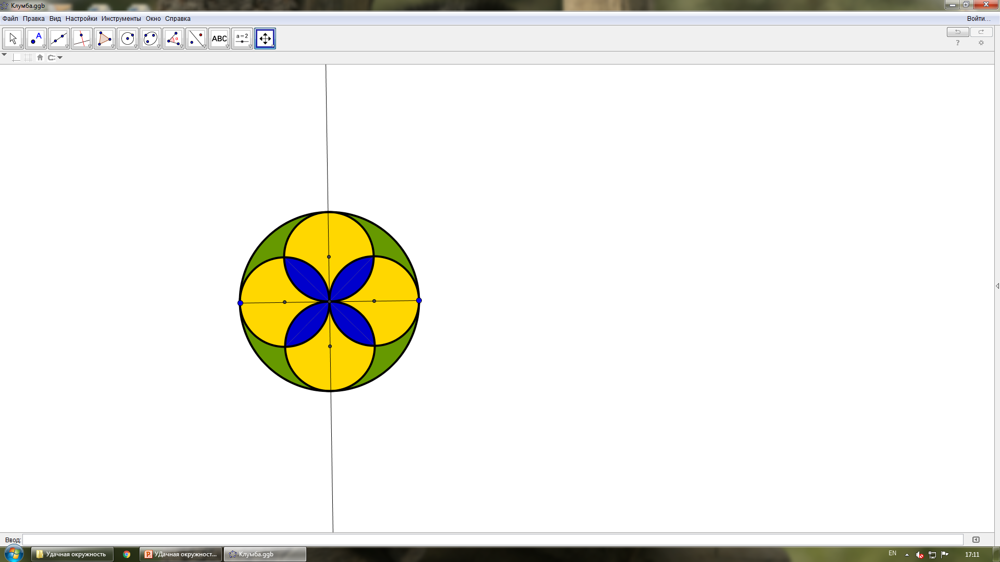 Клумба.ggb
Файл Правка Вид Настройки Инструменты Окно Справка Войти...
A α ABC a=2
?
Ввод:
Удачная окружность УДачная окружност... Клумба.ggb EN 17:11